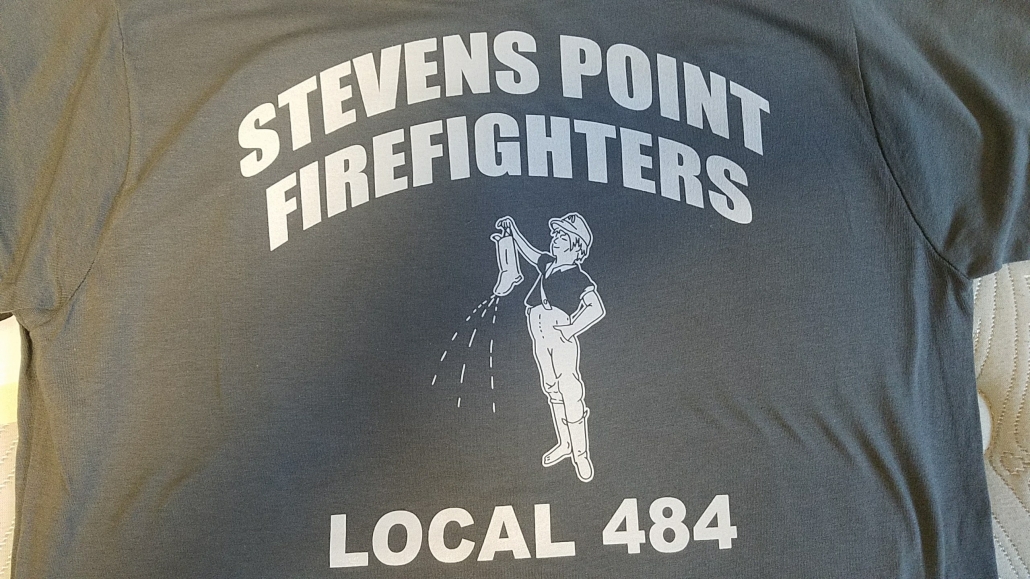 STEVENS POINT
FIREFIGHTERS
LOCAL 484